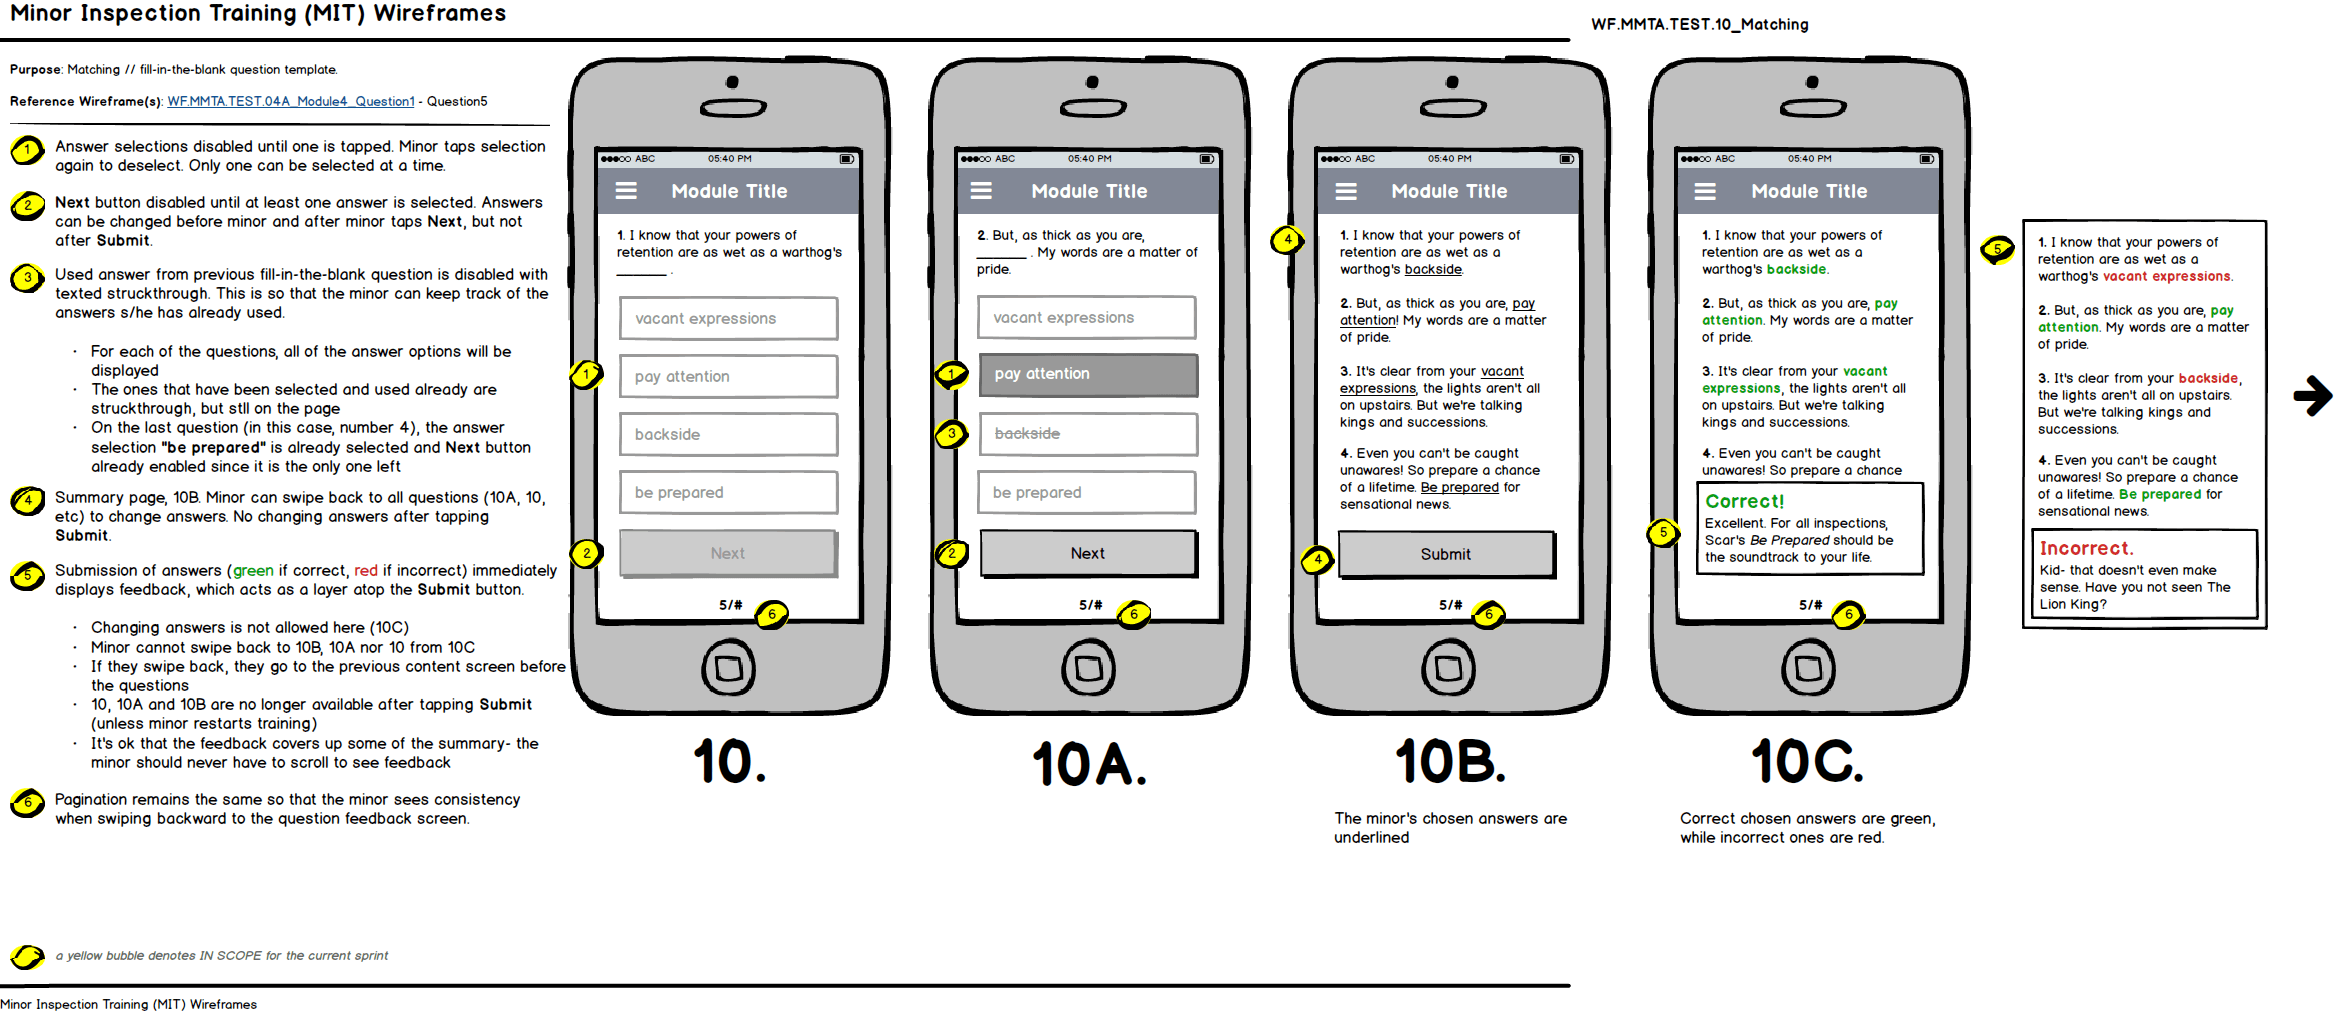 Minor Inspection Training (MIT) Wireframes
WF.MMTA.TEST.10_Matching
Purpose: Matching // fill-in-the-blank question template.
Reference Wireframe(s): WF.MMTA.TEST.04A_Module4_Question1 - Question5
1
Answer selections disabled until one is tapped. Minor taps selection
again to deselect. Only one can be selected at a time.
2
Next button disabled until at least one answer is selected. Answers
can be changed before minor and after minor taps Next, but not
after Submit.
3
Used answer from previous fill-in-the-blank question is disabled with
texted struckthrough. This is so that the minor can keep track of the
answers s/he has already used.
· For each of the questions, all of the answer options will be
displayed
· The ones that have been selected and used already are
struckthrough, but stll on the page
· On the last question (in this case, number 4), the answer
selection "be prepared" is already selected and Next button
already enabled since it is the only one left
4
Summary page, 10B. Minor can swipe back to all questions (10A, 10,
etc) to change answers. No changing answers after tapping
Submit.
5
Submission of answers (green if correct, red if incorrect) immediately
displays feedback, which acts as a layer atop the Submit button.
· Changing answers is not allowed here (10C)
· Minor cannot swipe back to 10B, 10A nor 10 from 10C
· If they swipe back, they go to the previous content screen before
the questions
· 10, 10A and 10B are no longer available after tapping Submit
(unless minor restarts training)
· It's ok that the feedback covers up some of the summary- the
minor should never have to scroll to see feedback
6
Pagination remains the same so that the minor sees consistency
when swiping backward to the question feedback screen.
a yellow bubble denotes IN SCOPE for the current sprint
Minor Inspection Training (MIT) Wireframes
ABC 05:40 PM
Module Title
1. I know that your powers of
retention are as wet as a warthog's
_______ .
vacant expressions
1
pay attention
backside
be prepared
2
Next
5/#
6
10.
ABC 05:40 PM
Module Title
2. But, as thick as you are,
_______ . My words are a matter of
pride.
vacant expressions
1
pay attention
3
backside
be prepared
2
Next
5/#
6
10A.
ABC 05:40 PM
Module Title
4
1. I know that your powers of
retention are as wet as a
warthog's backside.
2. But, as thick as you are, pay
attention! My words are a matter
of pride.
3. It's clear from your vacant
expressions, the lights aren't all
on upstairs. But we're talking
kings and successions.
4. Even you can't be caught
unawares! So prepare a chance
of a lifetime. Be prepared for
sensational news.
4
Submit
5/#
6
10B.
The minor's chosen answers are
underlined
ABC 05:40 PM
Module Title
1. I know that your powers of
retention are as wet as a
warthog's backside.
2. But, as thick as you are, pay
attention. My words are a matter
of pride.
3. It's clear from your vacant
expressions, the lights aren't all
on upstairs. But we're talking
kings and successions.
4. Even you can't be caught
unawares! So prepare a chance
5
Correct!
Excellent. For all inspections,
Scar's Be Prepared should be
the soundtrack to your life.
5/#
6
10C.
Correct chosen answers are green,
while incorrect ones are red.
5
1. I know that your powers of
retention are as wet as a
warthog's vacant expressions.
2. But, as thick as you are, pay
attention. My words are a matter
of pride.
3. It's clear from your backside,
the lights aren't all on upstairs.
But we're talking kings and
successions.
4. Even you can't be caught
unawares! So prepare a chance
of a lifetime. Be prepared for
sensational news.
Incorrect.
Kid- that doesn't even make
sense. Have you not seen The
Lion King?